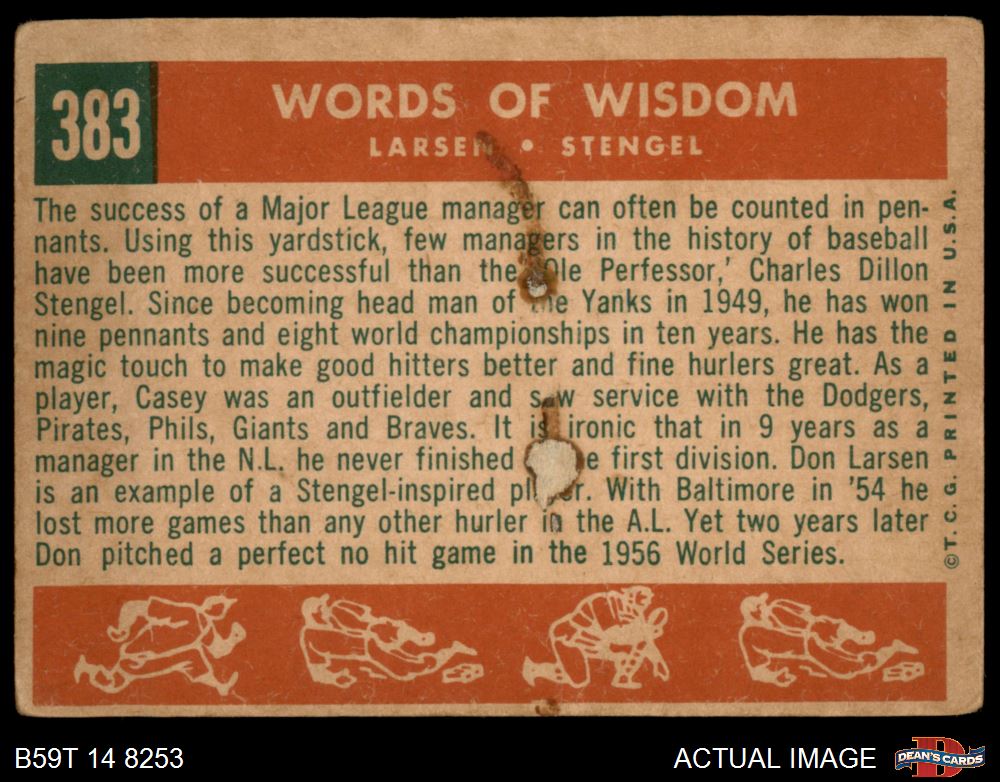 383
WORDS OF WISDOM
LARSEN • STENGEL
The success of a Major League manager can often be counted in pen-
nants. Using this yardstick, few managers in the history of baseball
have been more successful than the 'Ole Perfessor,' Charles Dillon
Stengel. Since becoming head man of the Yanks in 1949, he has won
nine pennants and eight world championships in ten years. He has the
magic touch to make good hitters better and fine hurlers great. As a
player, Casey was an outfielder and saw service with the Dodgers,
Pirates, Phils, Giants and Braves. It is ironic that in 9 years as a
manager in the N.L. he never finished first division. Don Larsen
is an example of a Stengel-inspired player. With Baltimore in '54 he
lost more games than any other hurler in the A.L. Yet two years later
Don pitched a perfect no hit game in the 1956 World Series.
©T. C. G. PRINTED IN U.S.A.
B59T 14 8253
ACTUAL IMAGE
DEAN'S CARDS